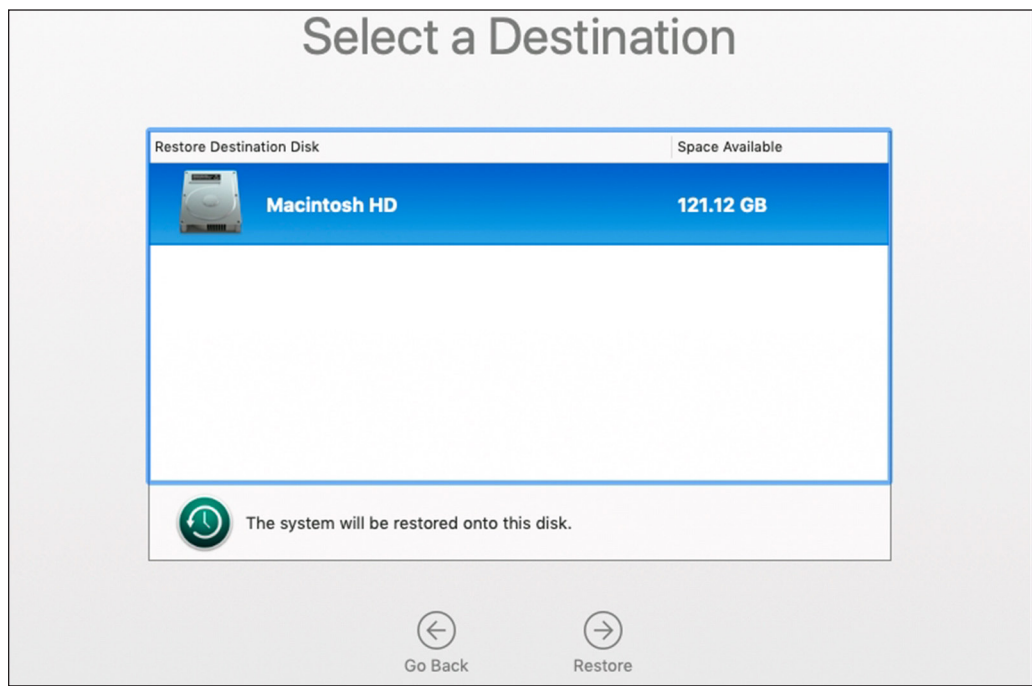 Select a Destination
Restore Destination Disk Space Available
Macintosh HD 121.12 GB
The system will be restored onto this disk.
Go Back Restore